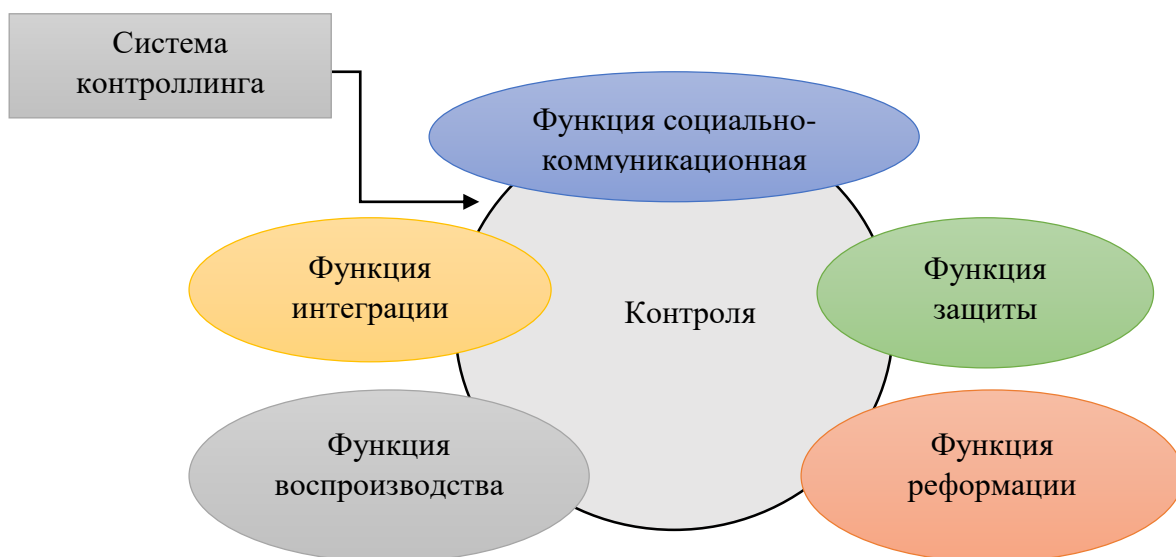 Система
контроллинга
Функция социально-
коммуникационная
Функция
интеграции
Контроля
Функция
защиты
Функция
воспроизводства
Функция
реформации